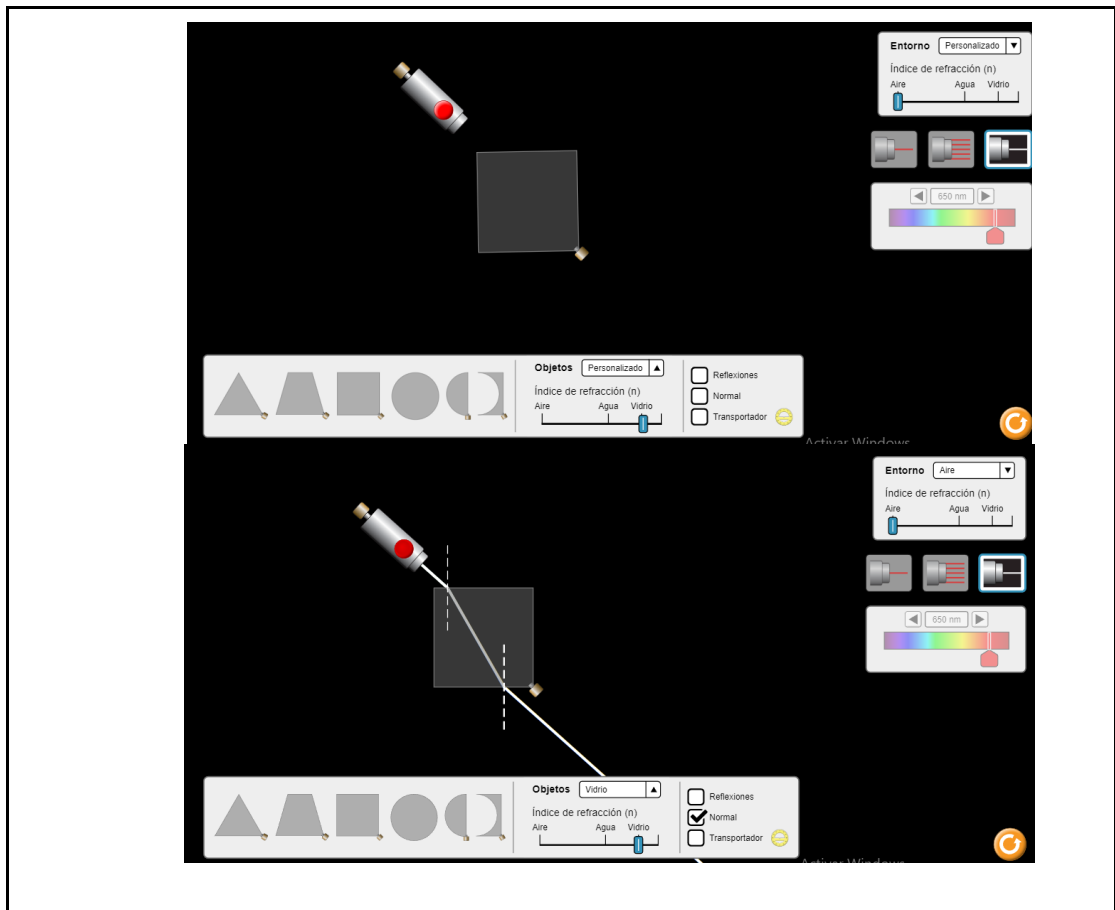 Entorno Personalizado
Índice de refracción (n)
Aire Agua Vidrio
650 nm
Objetos Personalizado
Índice de refracción (n)
Aire Agua Vidrio
Reflexiones
Normal
Transportador
Activar Windows
Entorno Aire
Índice de refracción (n)
Aire Agua Vidrio
650 nm
Objetos Vidrio
Índice de refracción (n)
Aire Agua Vidrio
Reflexiones
Normal
Transportador
Activar Windows